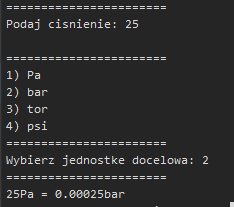 ========================
Podaj cisnienie: 25

========================
1) Pa
2) bar
3) tor
4) psi
========================
Wybierz jednostke docelowa: 2
========================
25Pa = 0.00025bar